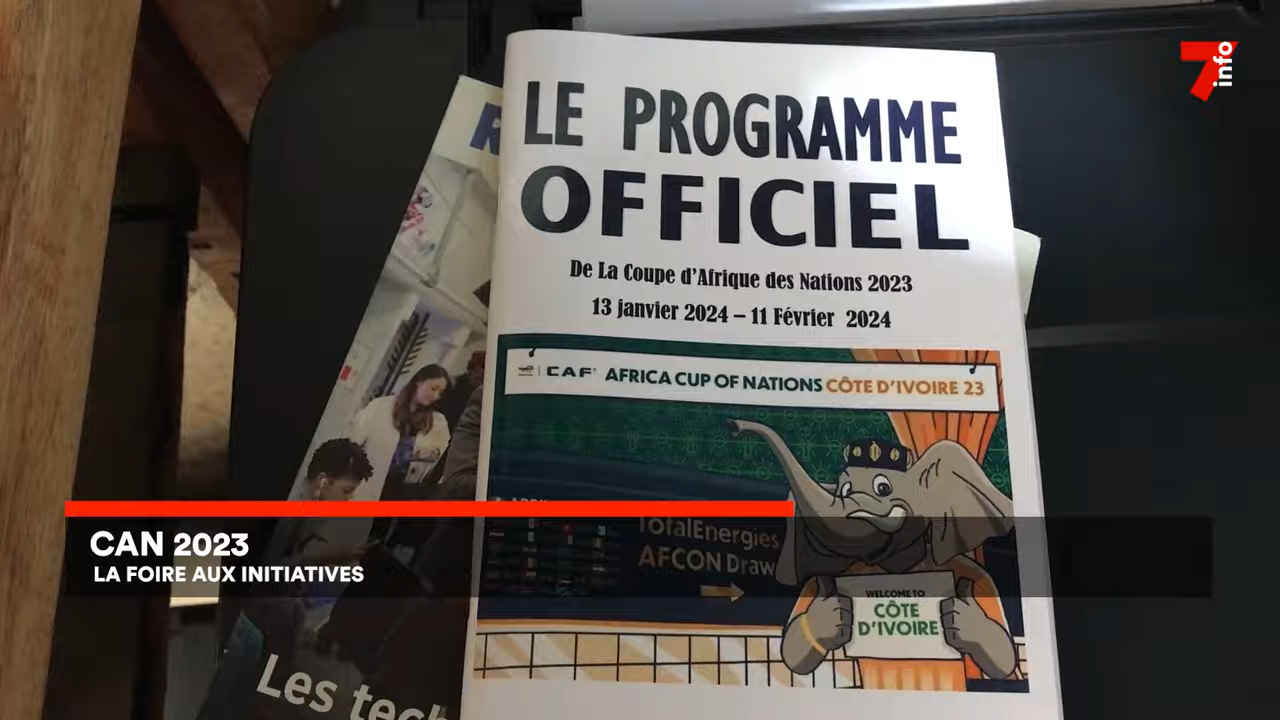 7 info
LE PROGRAMME
OFFICIEL
De La Coupe d'Afrique des Nations 2023
13 janvier 2024 – 11 Février 2024
CAF AFRICA CUP OF NATIONS CÔTE D'IVOIRE 23
TotalEnergies
AFCON Draw
WELCOME TO
CÔTE
D'IVOIRE
CAN 2023
LA FOIRE AUX INITIATIVES
Les tech